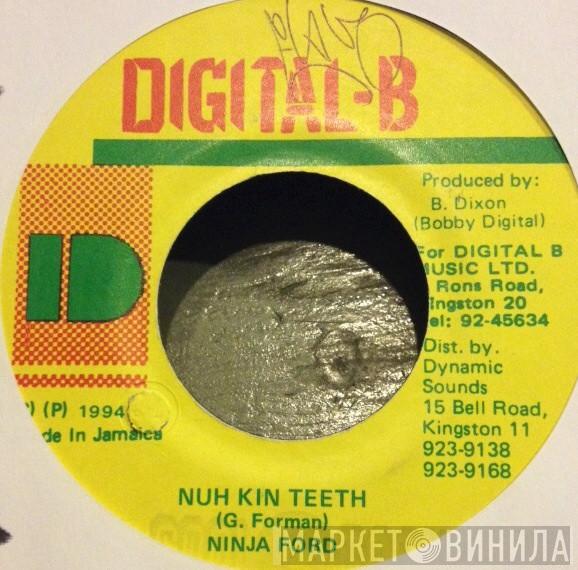 DIGITAL-B
Produced by:
B. Dixon
(Bobby Digital)
For DIGITAL B
MUSIC LTD.
Rons Road,
Kingston 20
Tel: 92-45634
Dist. by.
Dynamic
Sounds
15 Bell Road,
Kingston 11
923-9138
923-9168
(P) 1994
de In Jamaica
NUH KIN TEETH
(G. Forman)
NINJA FORD
МАРКЕТ ВИНИЛА